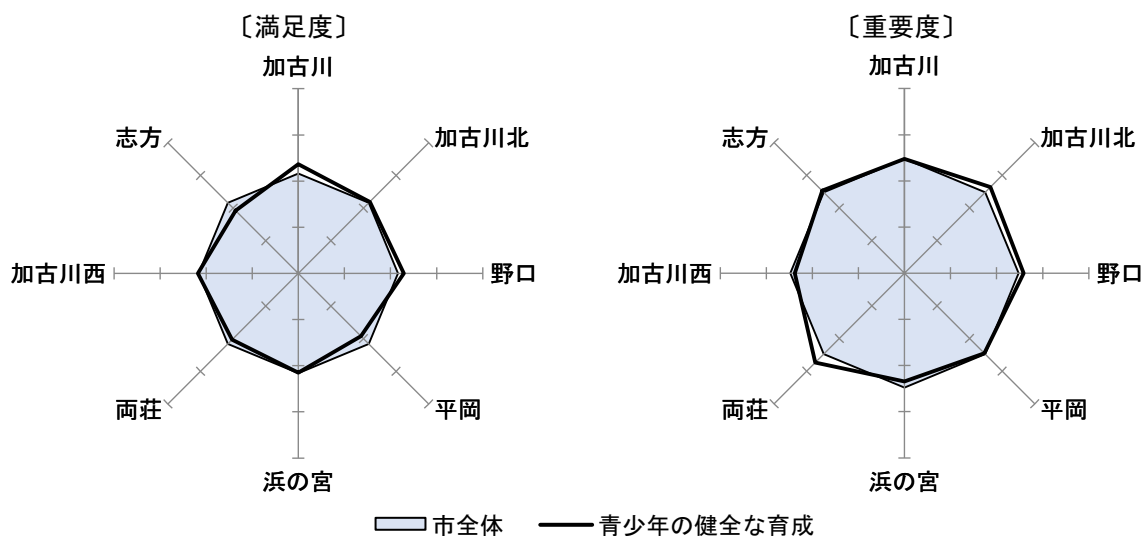 〔満足度〕
加古川
加古川北
野口
平岡
浜の宮
両荘
加古川西
志方
〔重要度〕
加古川
加古川北
野口
平岡
浜の宮
両荘
加古川西
志方
市全体
青少年の健全な育成